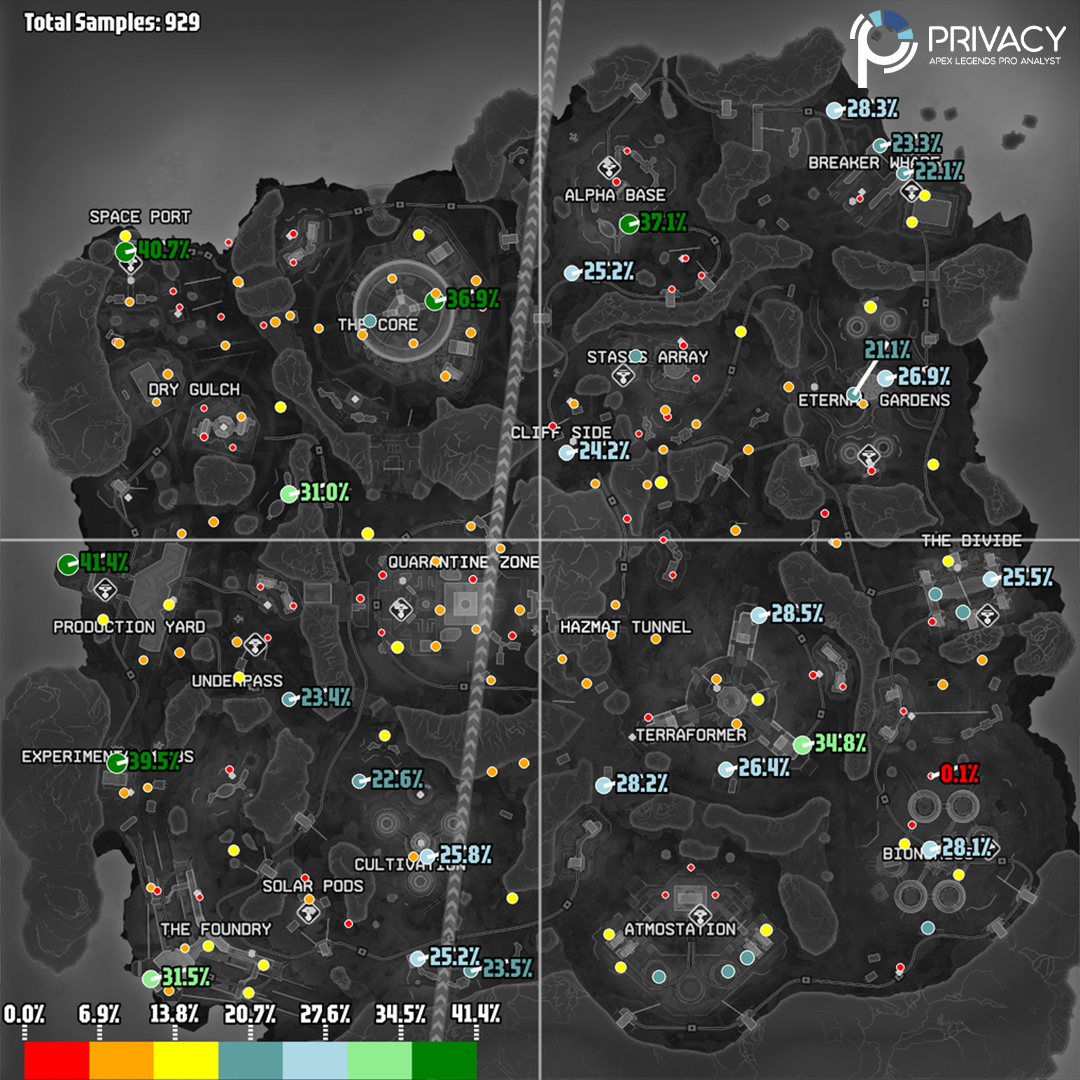 Total Samples: 929
PRIVACY
APEX LEGENDS PRO ANALYST
28.3%
23.3%
BREAKER WHARF
22.1%
ALPHA BASE
37.1%
SPACE PORT
40.7%
25.2%
36.9%
THE CORE
STASIS ARRAY
21.1%
26.9%
DRY GULCH
ETERNAL GARDENS
CLIFF SIDE
24.2%
31.0%
THE DIVIDE
41.4%
QUARANTINE ZONE
25.5%
28.5%
PRODUCTION YARD
HAZMAT TUNNEL
UNDERPASS
23.4%
TERRAFORMER
34.8%
EXPERIMENTAL LABS
39.5%
26.4%
0.1%
22.6%
28.2%
28.1%
25.8%
CULTIVATION
SOLAR PODS
THE FOUNDRY
ATMOSTATION
25.2%
23.5%
31.5%
0.0% 6.9% 13.8% 20.7% 27.6% 34.5% 41.4%